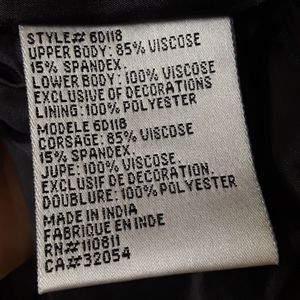 STYLE# 6D118
UPPER BODY: 85% VISCOSE
15% SPANDEX.
LOWER BODY: 100% VISCOSE
EXCLUSIVE OF DECORATIONS
LINING: 100% POLYESTER
MODELE 6D118
CORSAGE: 85% VISCOSE
15% SPANDEX.
JUPE: 100% VISCOSE.
EXCLUSIF DE DECORATIONS
DOUBLURE: 100% POLYESTER
MADE IN INDIA
FABRIQUE EN INDE
RN# 110811
CA# 32054